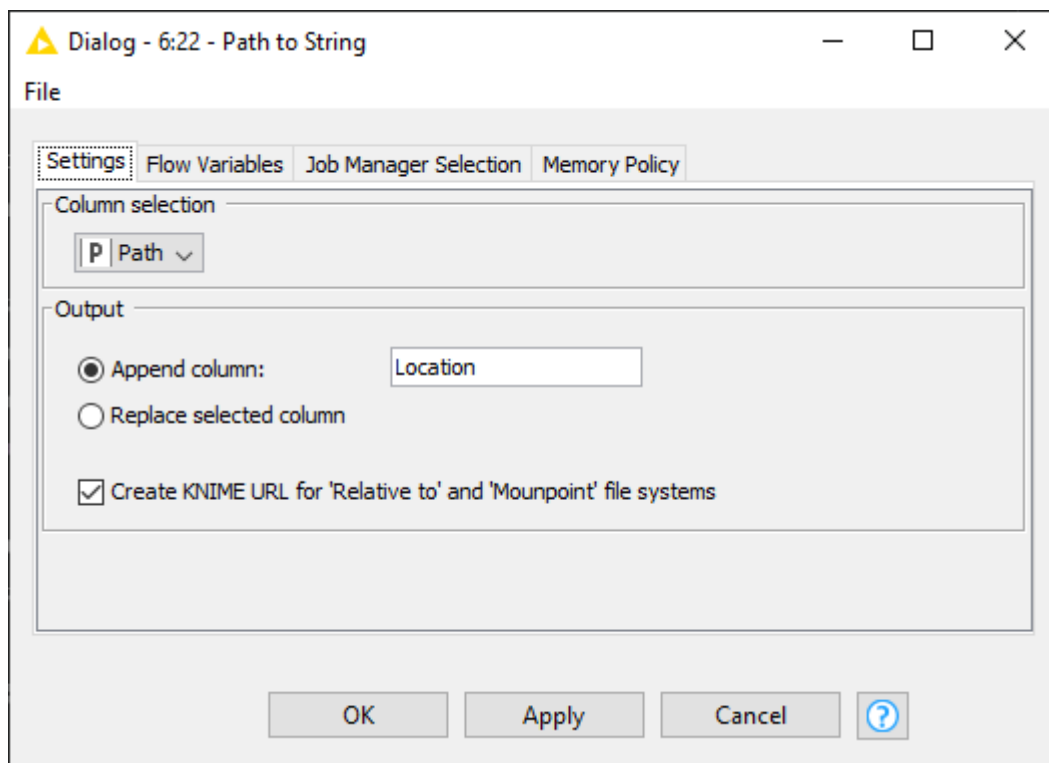 Dialog - 6:22 - Path to String
File
Settings Flow Variables Job Manager Selection Memory Policy
Column selection
P Path
Output
Append column: Location
Replace selected column
Create KNIME URL for 'Relative to' and 'Mounpoint' file systems
OK Apply Cancel ?